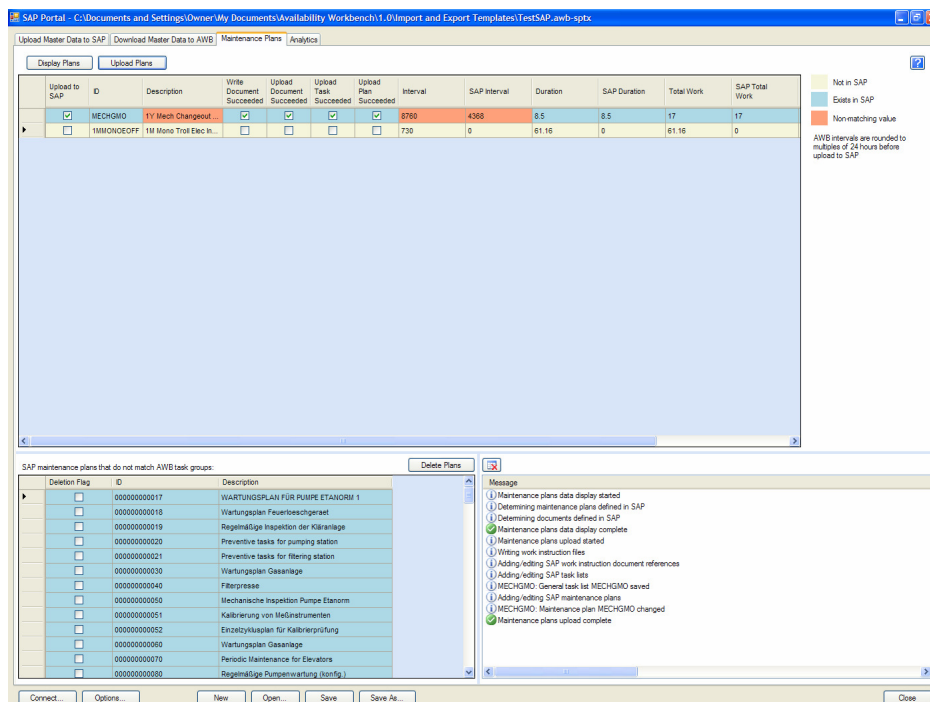 SAP Portal - C:\Documents and Settings\Owner\My Documents\Availability Workbench\1.0\Import and Export Templates\TestSAP.awb-sptx
Upload Master Data to SAP Download Master Data to AWB Maintenance Plans Analytics
Display Plans Upload Plans
Upload to SAP ID Description Write Document Succeeded Upload Document Succeeded Upload Task Succeeded Upload Plan Succeeded Interval SAP Interval Duration SAP Duration Total Work SAP Total Work
MECHGMO 1Y Mech Changeout ... 8760 4368 8.5 8.5 17 17
1MMONOEOFF 1M Mono Troll Elec In... 730 0 61.16 0 61.16 0
Not in SAP
Exists in SAP
Non-matching value
AWB intervals are rounded to
multiples of 24 hours before
upload to SAP
SAP maintenance plans that do not match AWB task groups:
Delete Plans
Deletion Flag ID Description
000000000017 WARTUNGSPLAN FÜR PUMPE ETANORM 1
000000000018 Wartungsplan Feuerloeschgeraet
000000000019 Regelmäßige Inspektion der Kläranlage
000000000020 Preventive tasks for pumping station
000000000021 Preventive tasks for filtering station
000000000030 Wartungsplan Gasanlage
000000000040 Filterpresse
000000000050 Mechanische Inspektion Pumpe Etanorm
000000000051 Kalibrierung von Meßinstrumenten
000000000052 Einzelzyklusplan für Kalibrierprüfung
000000000060 Wartungsplan Gasanlage
000000000070 Periodic Maintenance for Elevators
000000000080 Regelmäßige Pumpenwartung (konfig.)
Message
Maintenance plans data display started
Determining maintenance plans defined in SAP
Determining documents defined in SAP
Maintenance plans data display complete
Maintenance plans upload started
Writing work instruction files
Adding/editing SAP work instruction document references
Adding/editing SAP task lists
MECHGMO: General task list MECHGMO saved
Adding/editing SAP maintenance plans
MECHGMO: Maintenance plan MECHGMO changed
Maintenance plans upload complete
Connect... Options... New Open... Save Save As... Close